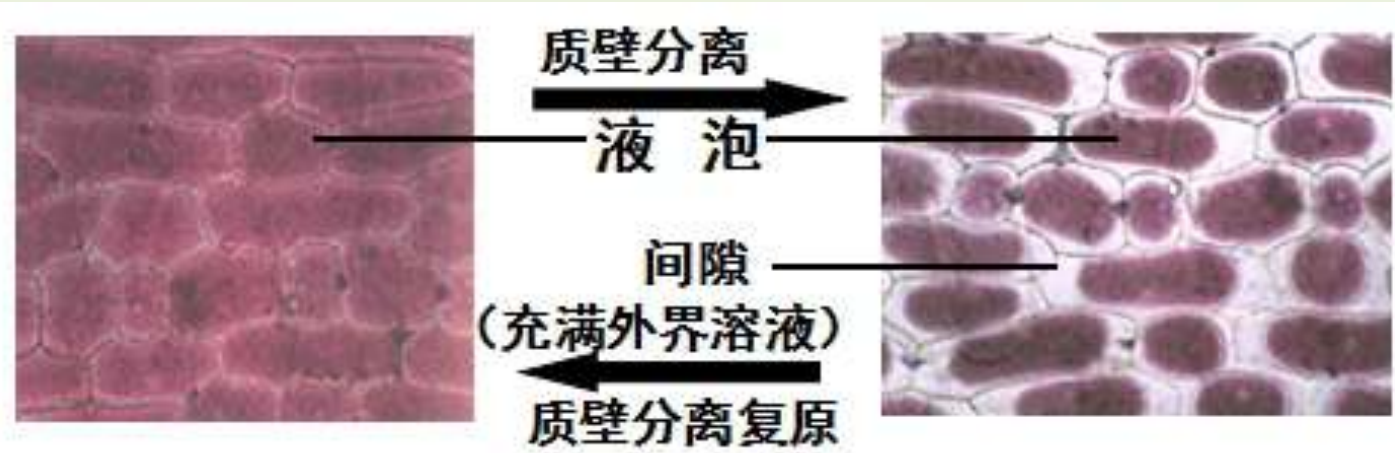 质壁分离
液 泡
间隙
（充满外界溶液）
质壁分离复原